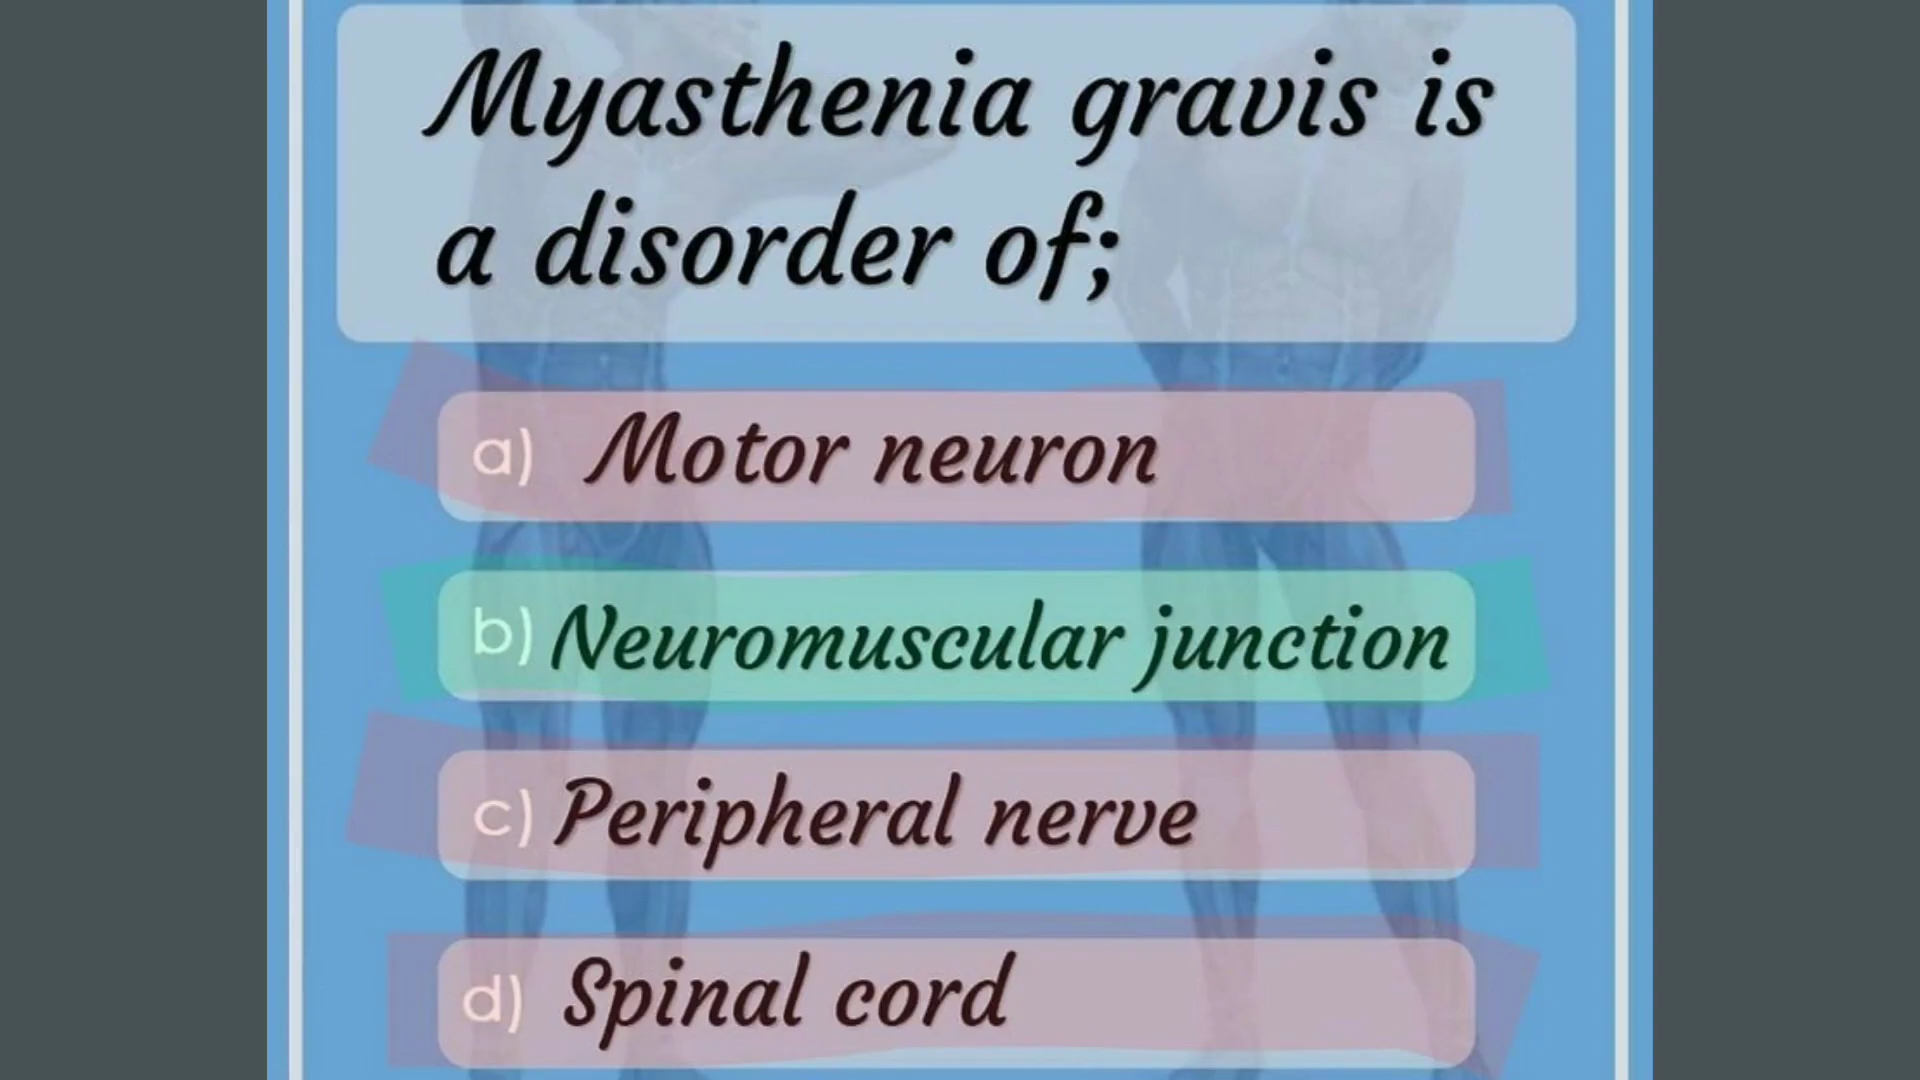 Myasthenia gravis is
a disorder of;
a) Motor neuron
b) Neuromuscular junction
c) Peripheral nerve
d) Spinal cord